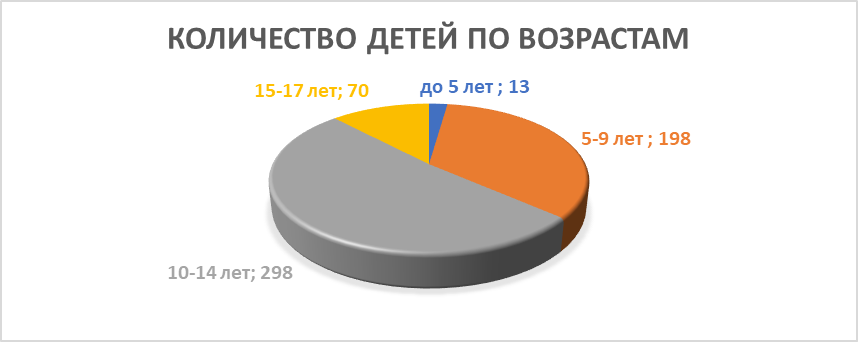 КОЛИЧЕСТВО ДЕТЕЙ ПО ВОЗРАСТАМ
15-17 лет; 70
до 5 лет ; 13
5-9 лет ; 198
10-14 лет; 298